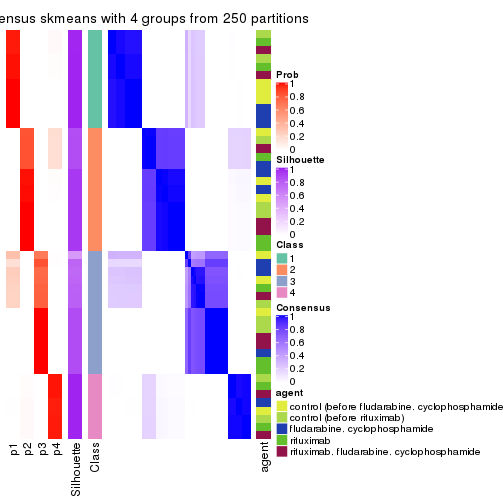 ensus skmeans with 4 groups from 250 partitions
Prob
1
0.8
0.6
0.4
0.2
0
Silhouette
1
0.8
0.6
0.4
0.2
0
Class
1
2
3
4
Consensus
1
0.8
0.6
0.4
0.2
0
agent
control (before fludarabine. cyclophosphamide
control (before rituximab)
fludarabine. cyclophosphamide
rituximab
rituximab. fludarabine. cyclophosphamide
p1
p2
p3
p4
Silhouette
Class
agent